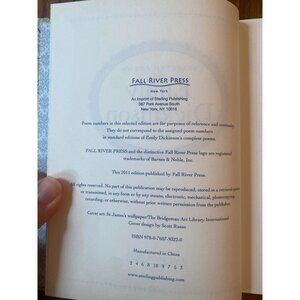 FALL RIVER PRESS
New York
An Imprint of Sterling Publishing
387 Park Avenue South
New York, NY 10016
Poem numbers in this selected edition are for purposes of reference and continuity.
They do not correspond to the assigned poem numbers
in standard editions of Emily Dickinson's complete poems.
FALL RIVER PRESS and the distinctive Fall River Press logo are registered
trademarks of Barnes & Noble, Inc.
This 2011 edition published by Fall River Press.
All rights reserved. No part of this publication may be reproduced, stored in a retrieval system
or transmitted, in any form or by any means, electronic, mechanical, photocopying,
recording, or otherwise, without prior written permission from the publisher.
Cover art: St James's wallpaper/The Bridgeman Art Library International
Cover design by Scott Russo
ISBN 978-0-7607-
Manufactured in China
2 4 6 8 10 9 7 5 3
www.sterlingpublishing.com